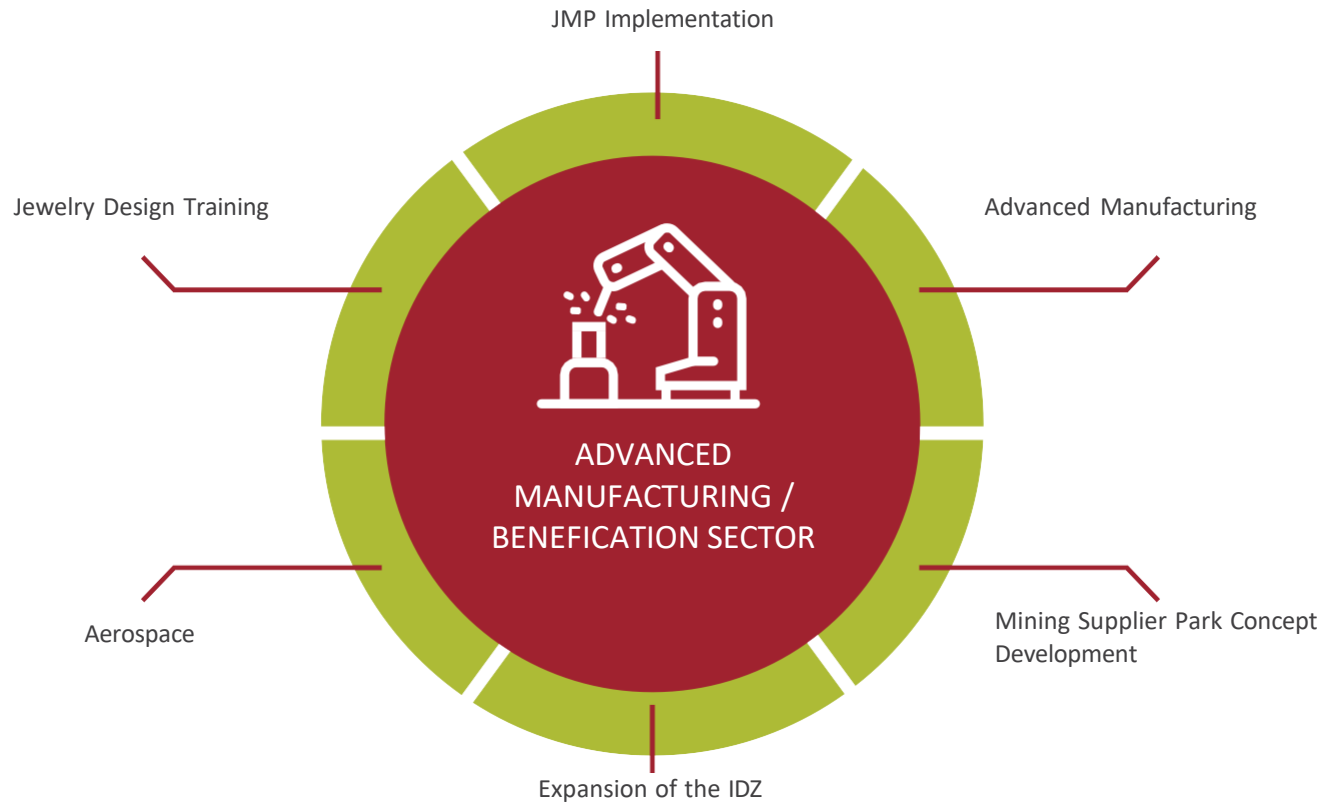 JMP Implementation
Jewelry Design Training
Advanced Manufacturing
ADVANCED
MANUFACTURING /
BENEFICATION SECTOR
Aerospace
Mining Supplier Park Concept
Development
Expansion of the IDZ